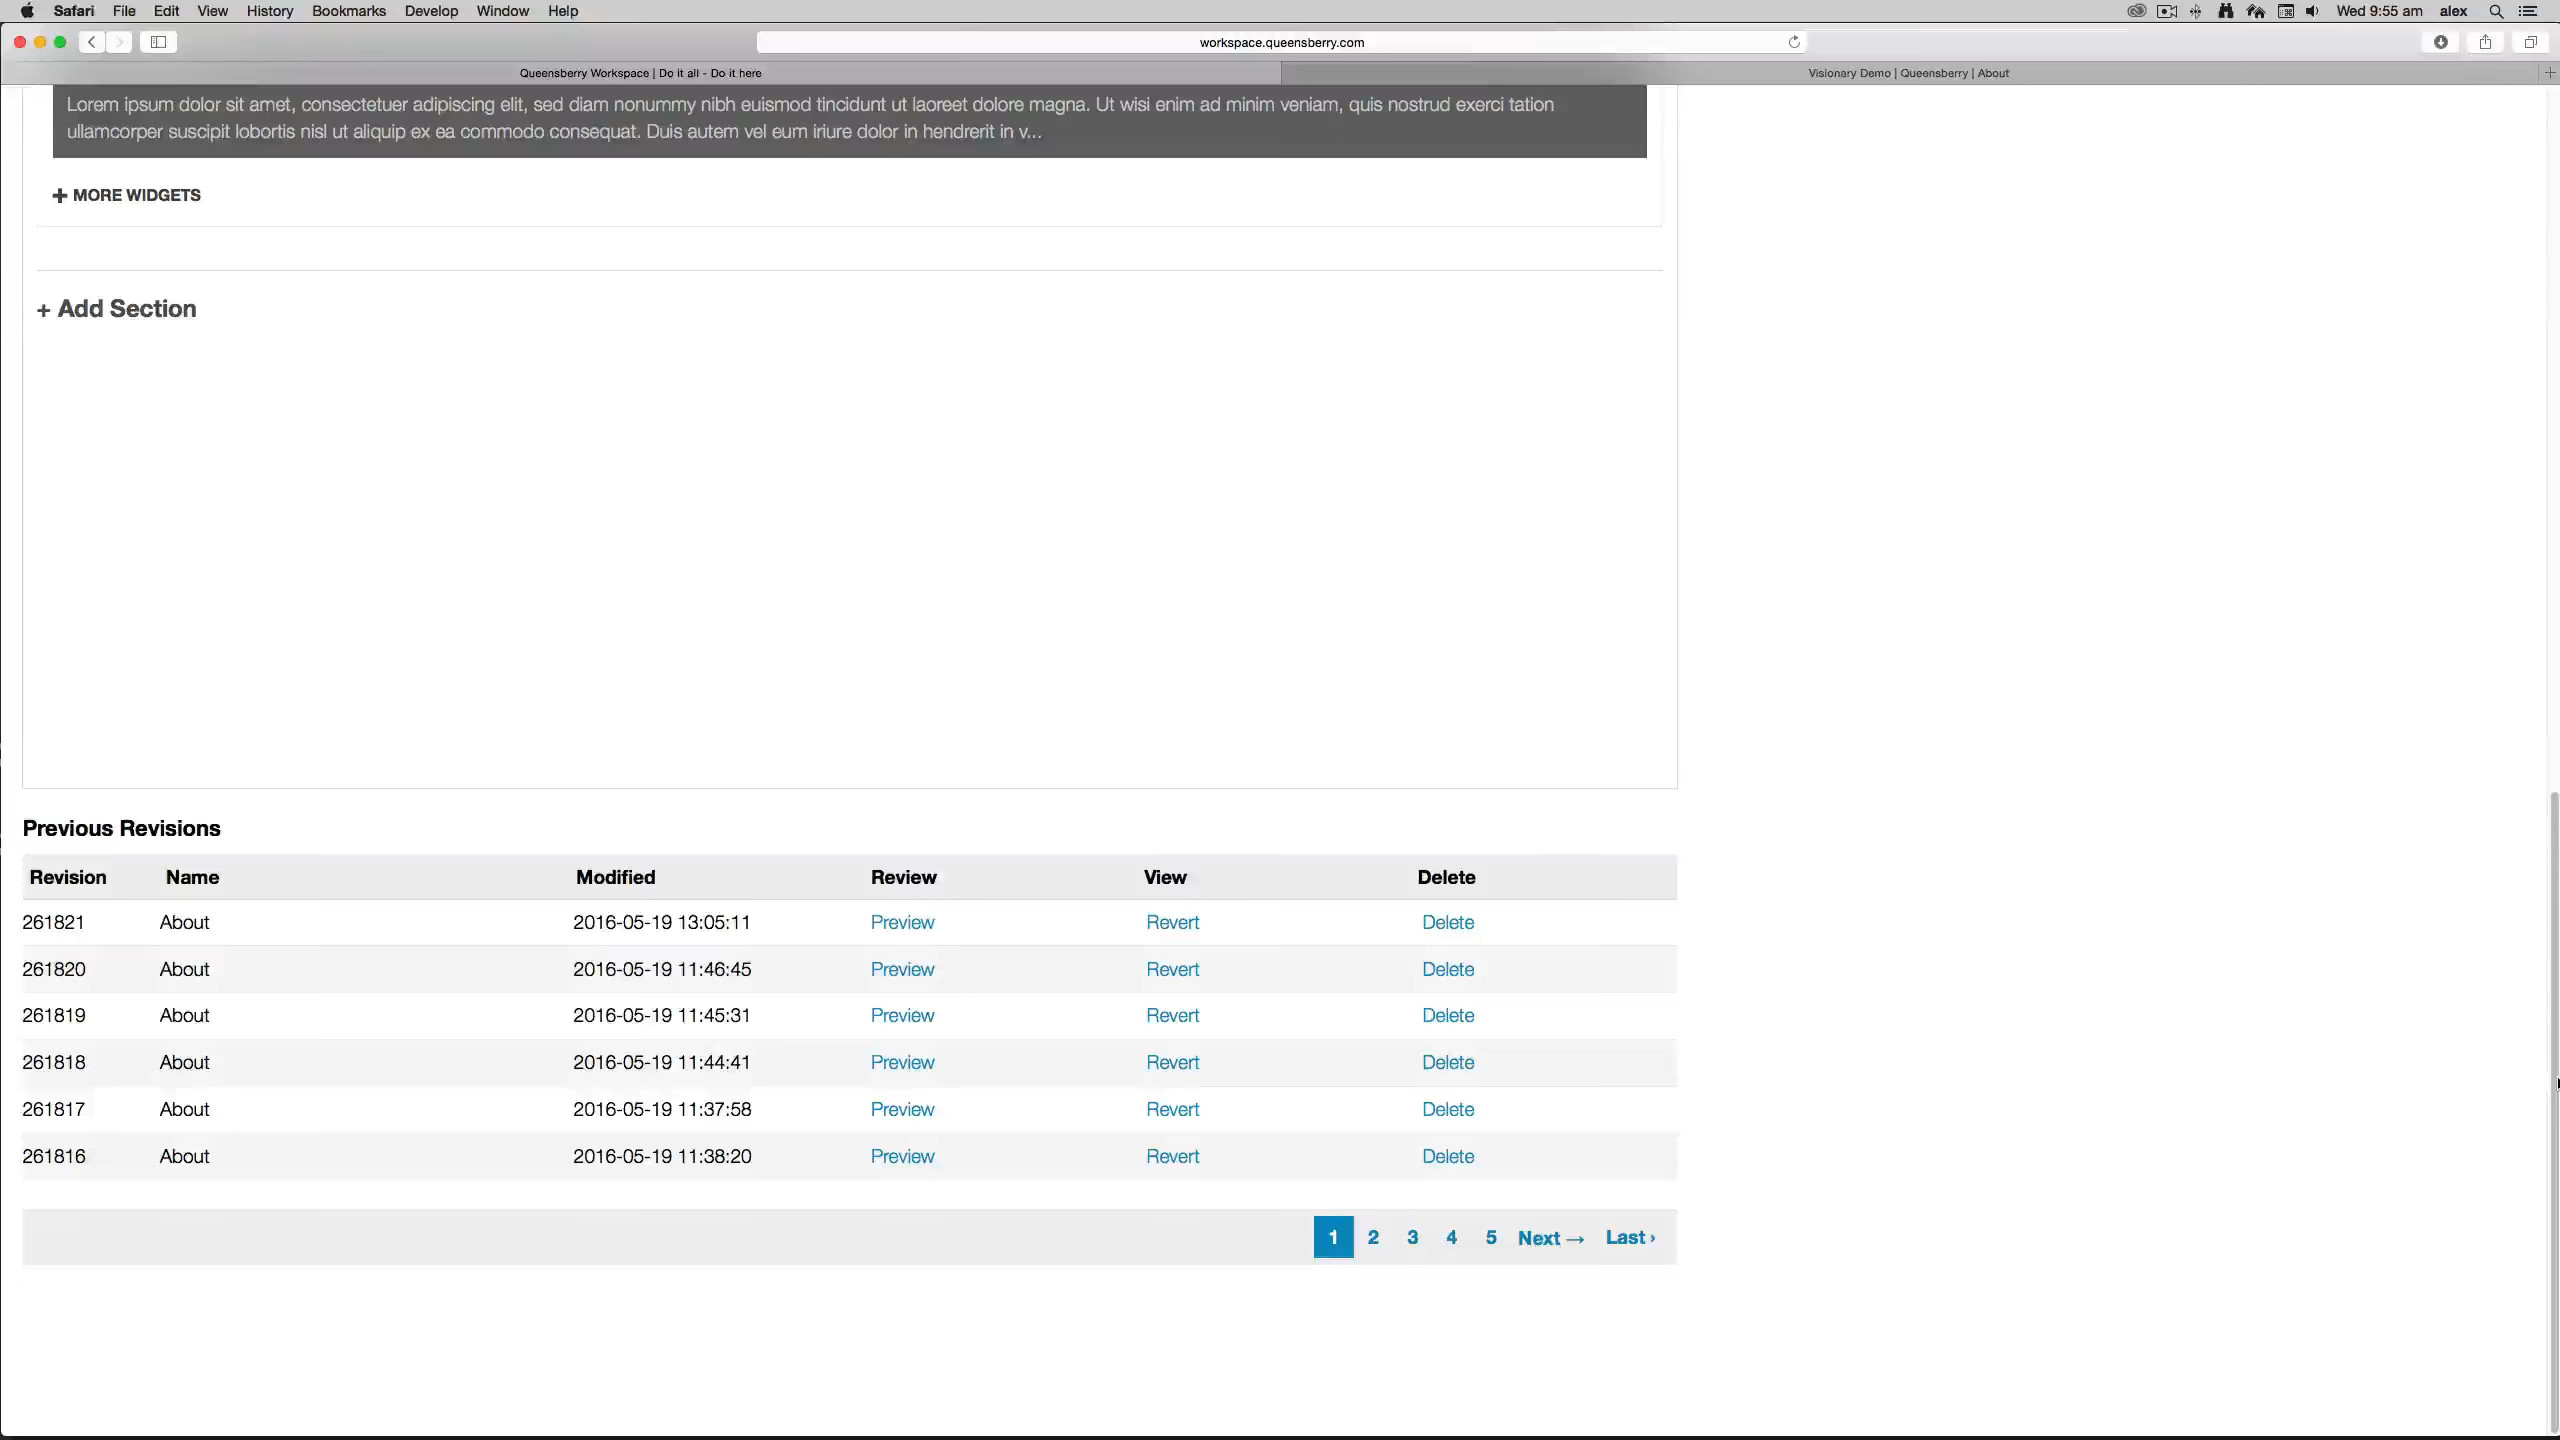 Safari File Edit View History Bookmarks Develop Window Help Wed 9:55 am alex
workspace.queensberry.com
Queensberry Workspace | Do it all - Do it here Visionary Demo | Queensberry | About
Lorem ipsum dolor sit amet, consectetuer adipiscing elit, sed diam nonummy nibh euismod tincidunt ut laoreet dolore magna. Ut wisi enim ad minim veniam, quis nostrud exerci tation
ullamcorper suscipit lobortis nisl ut aliquip ex ea commodo consequat. Duis autem vel eum iriure dolor in hendrerit in v...
MORE WIDGETS
+ Add Section
Previous Revisions
Revision Name Modified Review View Delete
261821 About 2016-05-19 13:05:11 Preview Revert Delete
261820 About 2016-05-19 11:46:45 Preview Revert Delete
261819 About 2016-05-19 11:45:31 Preview Revert Delete
261818 About 2016-05-19 11:44:41 Preview Revert Delete
261817 About 2016-05-19 11:37:58 Preview Revert Delete
261816 About 2016-05-19 11:38:20 Preview Revert Delete
1 2 3 4 5 Next → Last ›